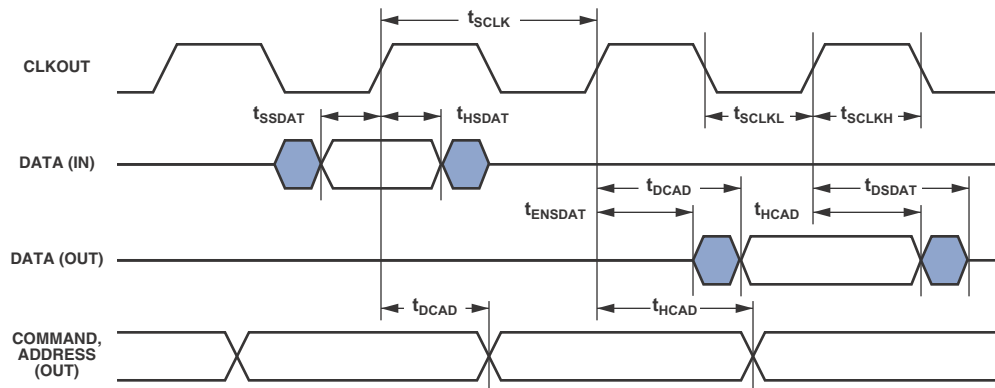 tSCLK
CLKOUT
tSSDAT
tHSDAT
tSCLKL
tSCLKH
DATA (IN)
tDCAD
tDSDAT
tENSDAT
tHCAD
DATA (OUT)
tDCAD
tHCAD
COMMAND,
ADDRESS
(OUT)